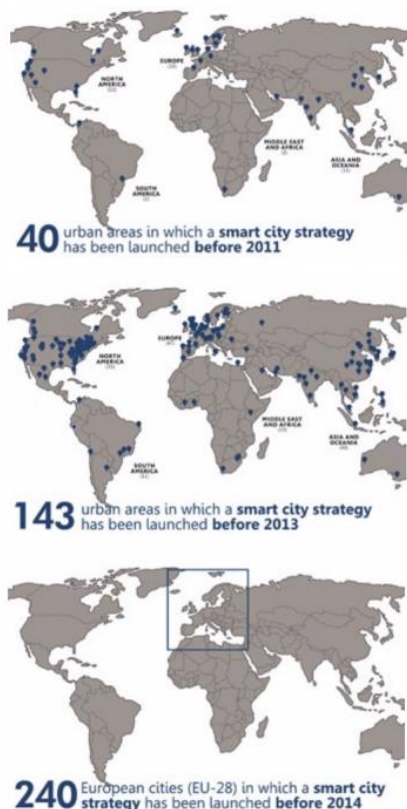 EUROPE
NORTH
AMERICA
MIDDLE EAST
AND AFRICA
SOUTH
AMERICA
ASIA AND
OCEANIA
40 urban areas in which a smart city strategy
has been launched before 2011
EUROPE
NORTH
AMERICA
MIDDLE EAST
AND AFRICA
SOUTH
AMERICA
ASIA AND
OCEANIA
143 urban areas in which a smart city strategy
has been launched before 2013
240 European cities (EU-28) in which a smart city
strategy has been launched before 2014